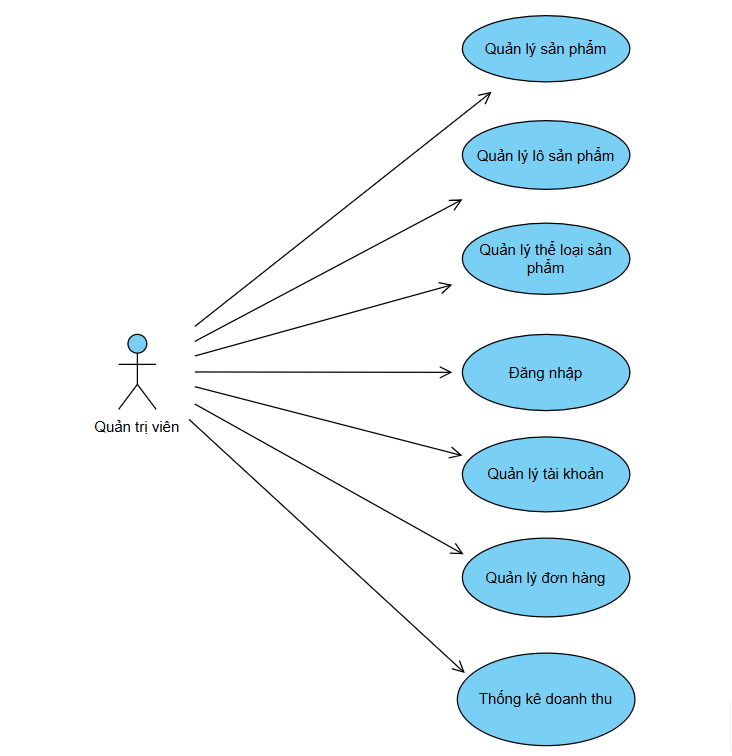 Quản lý sản phẩm
Quản lý lô sản phẩm
Quản lý thể loại sản
phẩm
Đăng nhập
Quản trị viên
Quản lý tài khoản
Quản lý đơn hàng
Thống kê doanh thu